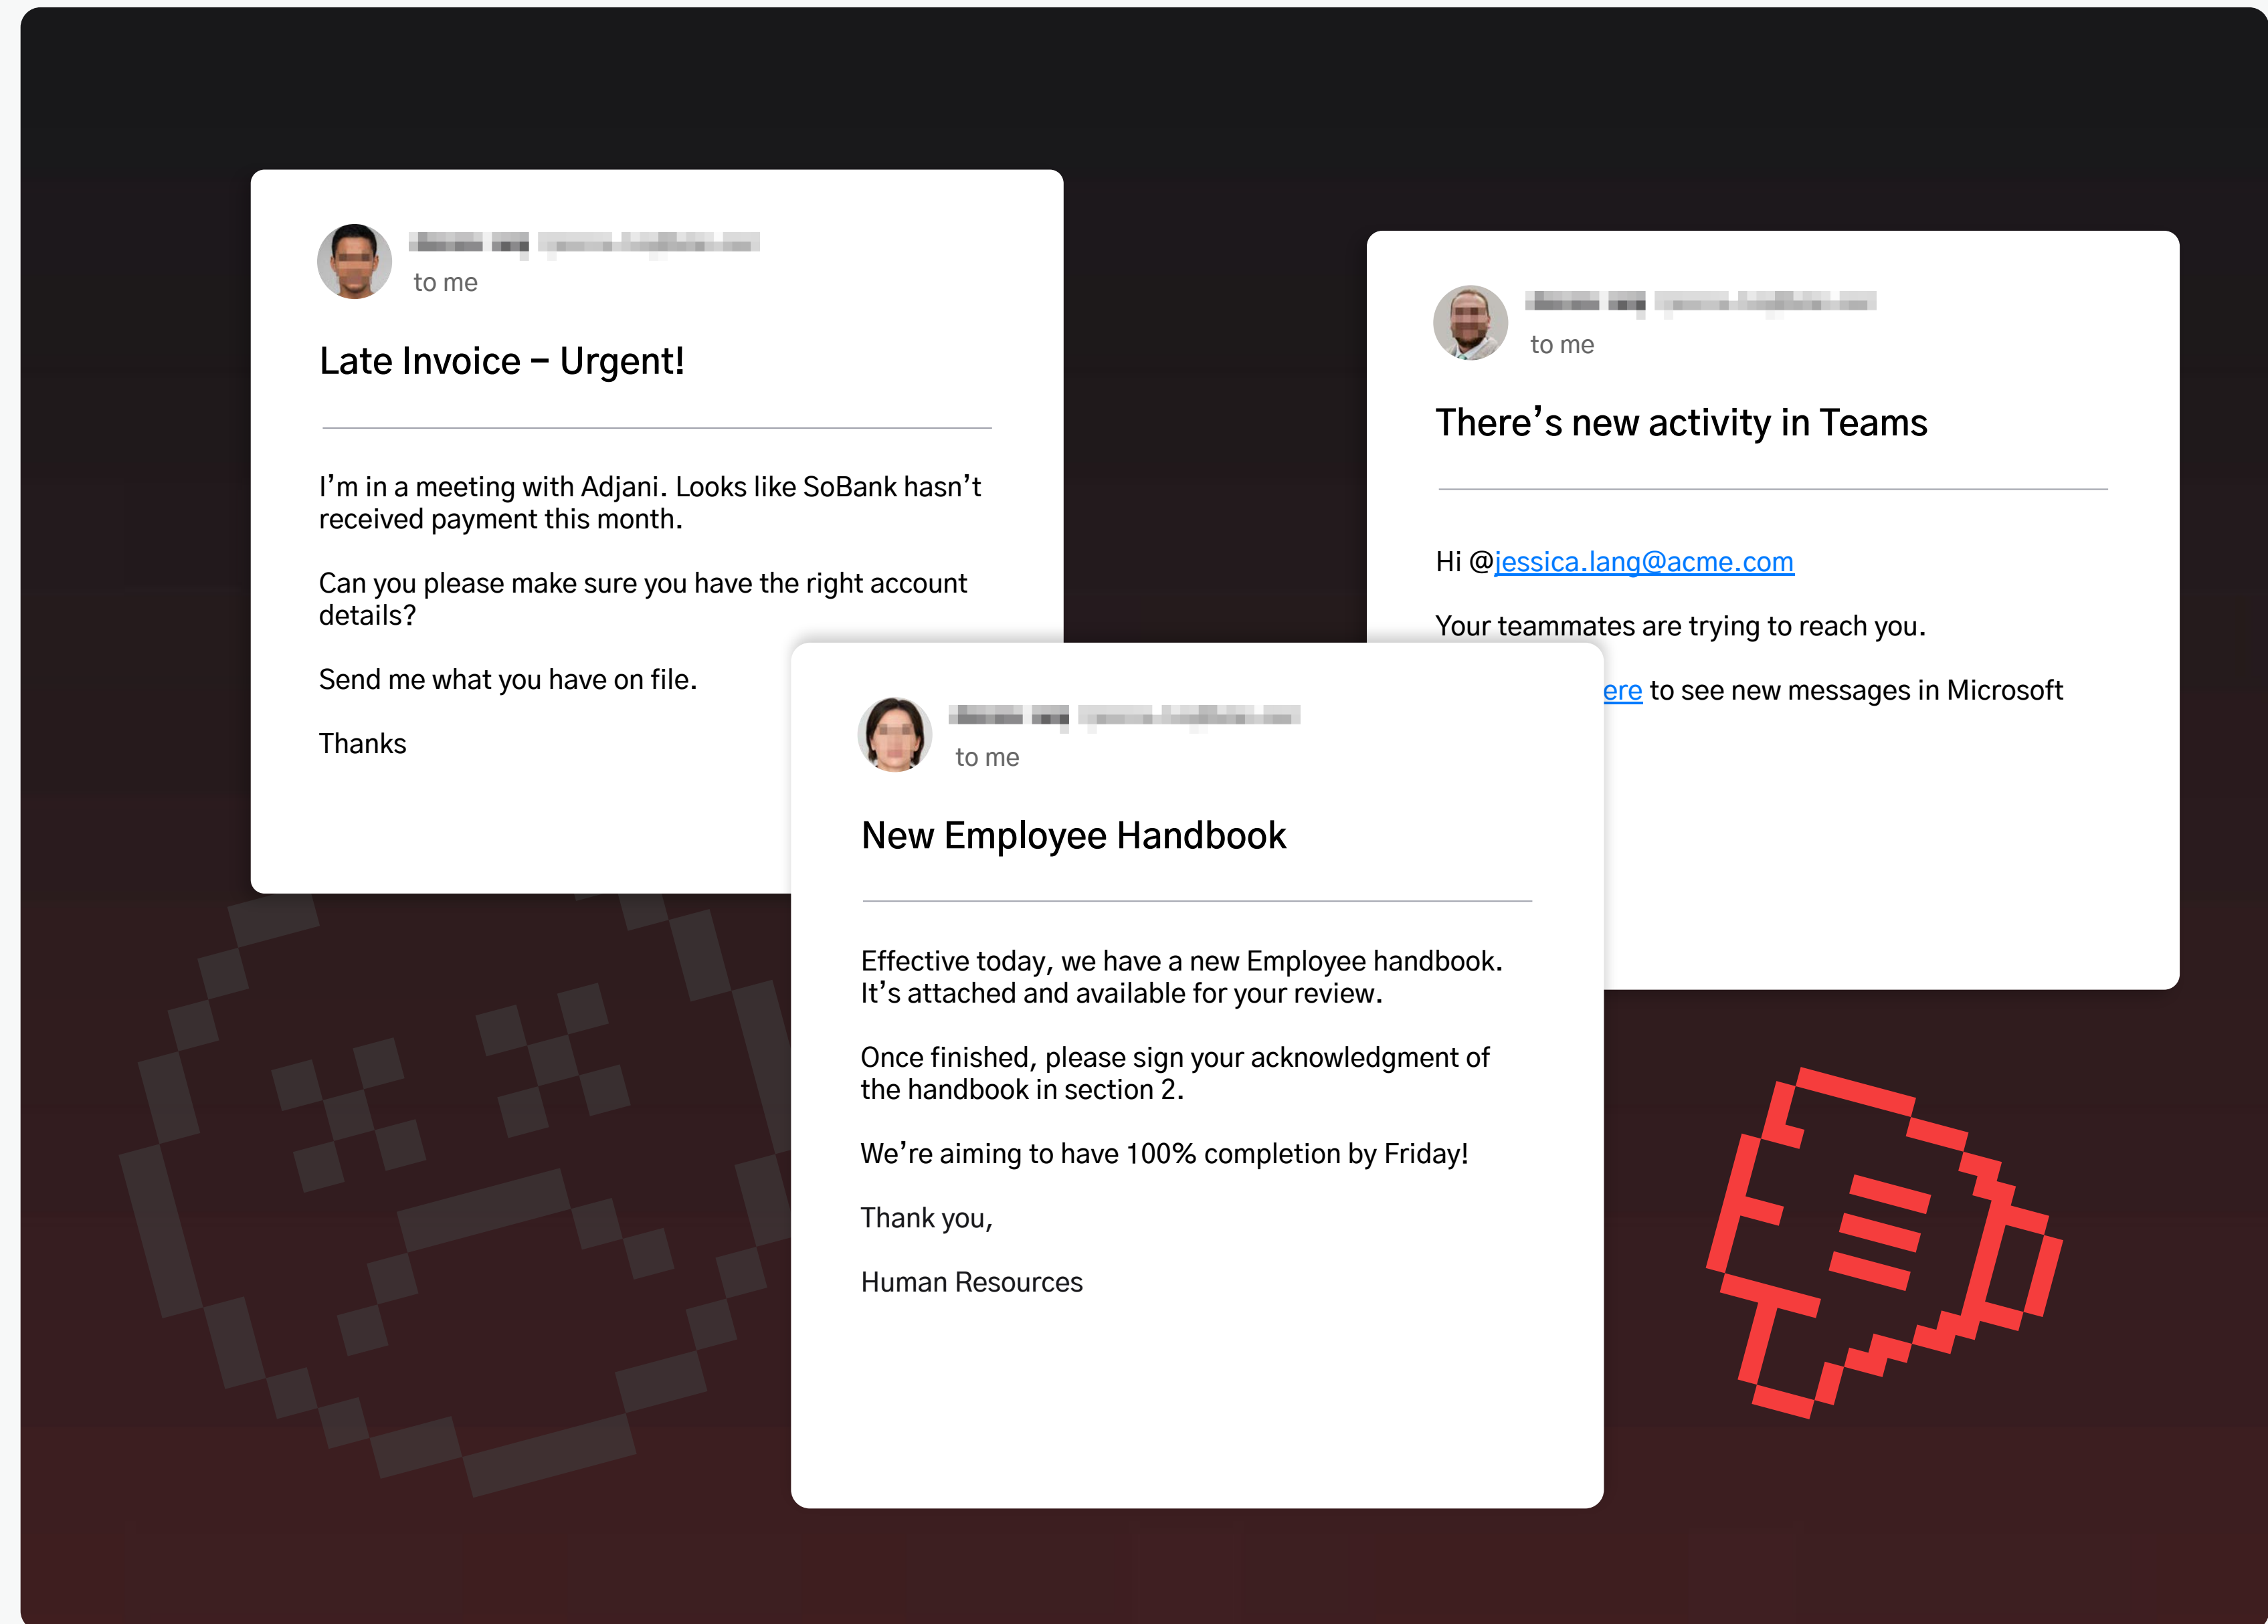 to me
Late Invoice – Urgent!
I’m in a meeting with Adjani. Looks like SoBank hasn’t
received payment this month.
Can you please make sure you have the right account
details?
Send me what you have on file.
Thanks
to me
There’s new activity in Teams
Hi @jessica.lang@acme.com
Your teammates are trying to reach you.
to see new messages in Microsoft
to me
New Employee Handbook
Effective today, we have a new Employee handbook.
It’s attached and available for your review.
Once finished, please sign your acknowledgment of
the handbook in section 2.
We’re aiming to have 100% completion by Friday!
Thank you,
Human Resources